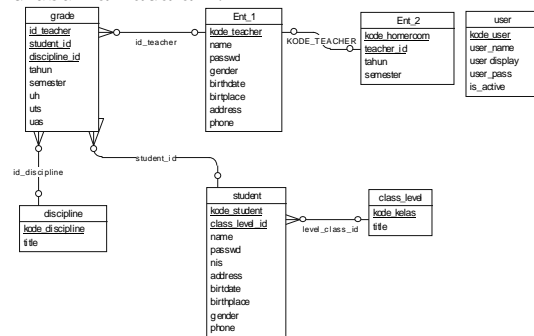 grade
id_teacher
student_id
discipline_id
tahun
semester
uh
uts
uas
id_teacher
Ent_1
kode_teacher
name
passwd
gender
birthdate
birtplace
address
phone
KODE_TEACHER
Ent_2
kode_homeroom
teacher_id
tahun
semester
user
kode_user
user_name
user display
user_pass
is_active
id_discipline
student_id
discipline
kode_discipline
title
student
kode_student
class_level_id
name
passwd
nis
address
birtdate
birthplace
gender
phone
level_class_id
class_level
kode_kelas
title